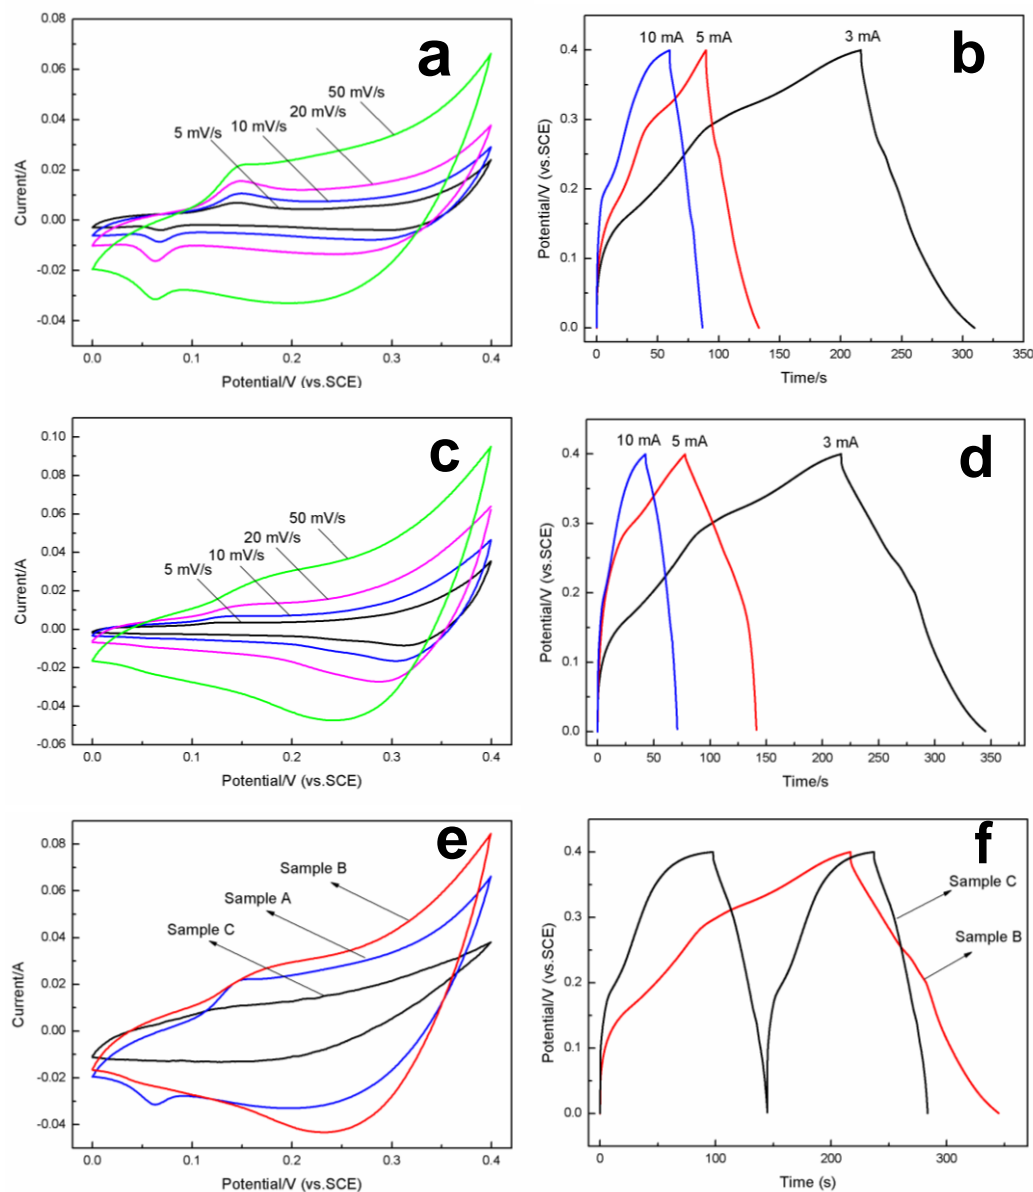 a
0.08
0.06
0.04
0.02
0.00
-0.02
-0.04
0.0
0.1
0.2
0.3
0.4
Current/A
Potential/V (vs.SCE)
50 mV/s
20 mV/s
10 mV/s
5 mV/s
b
10 mA
5 mA
3 mA
0.4
0.3
0.2
0.1
0.0
0
50
100
150
200
250
300
350
Potential/V (vs.SCE)
Time/s
c
0.10
0.08
0.06
0.04
0.02
0.00
-0.02
-0.04
-0.06
0.0
0.1
0.2
0.3
0.4
Current/A
Potential/V (vs.SCE)
50 mV/s
20 mV/s
10 mV/s
5 mV/s
d
10 mA
5 mA
3 mA
0.4
0.3
0.2
0.1
0.0
0
50
100
150
200
250
300
350
Potential/V (vs.SCE)
Time/s
e
0.08
0.06
0.04
0.02
0.00
-0.02
-0.04
0.0
0.1
0.2
0.3
0.4
Current/A
Potential/V (vs.SCE)
Sample B
Sample A
Sample C
f
0.4
0.3
0.2
0.1
0.0
0
100
200
300
Potential/V (vs.SCE)
Time (s)
Sample C
Sample B